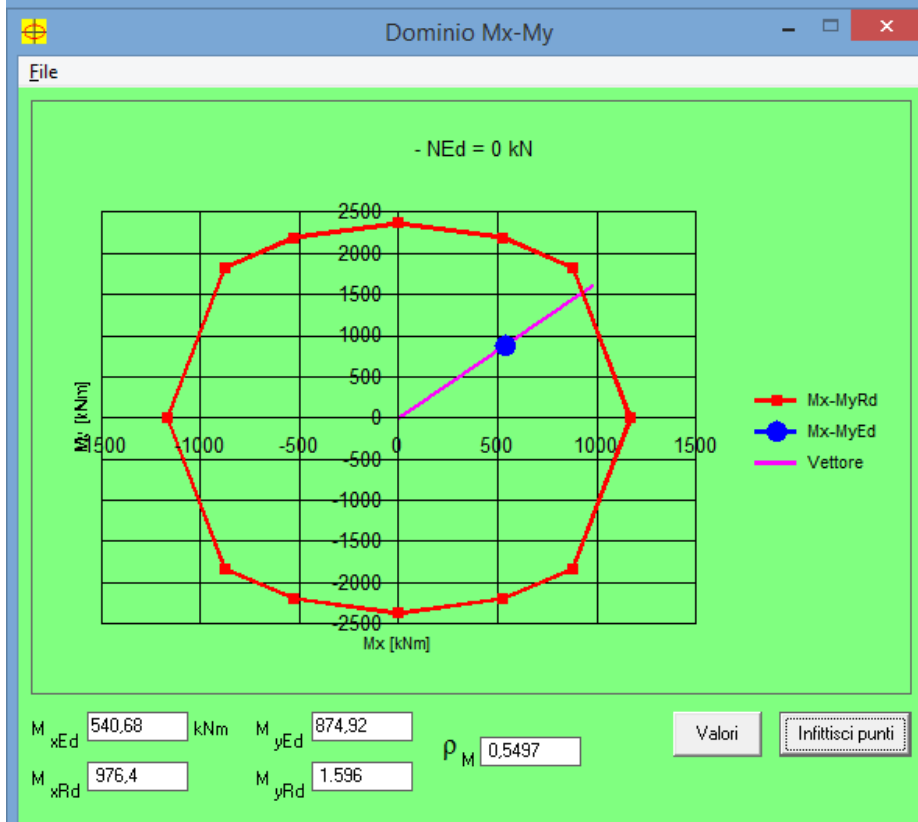 Dominio Mx-My
File
- NEd = 0 kN
2500
2000
1500
1000
500
0
-1500 -1000 -500 0 500 1000 1500
-500
-1000
-1500
-2000
-2500
My [kNm]
Mx [kNm]
Mx-MyRd
Mx-MyEd
Vettore
M xEd 540,68 kNm M yEd 874,92
M xRd 976,4 M yRd 1.596
ρ M 0,5497
Valori Infittisci punti